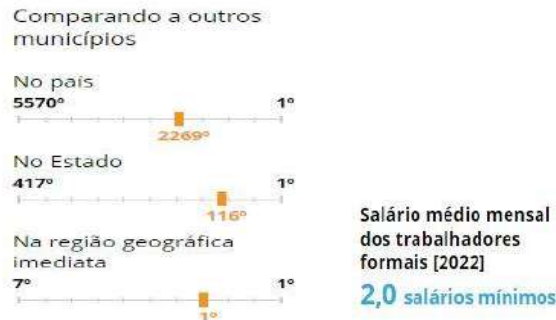 Comparando a outros
municípios
No país
5570º 1º
2269º
No Estado
417º 1º
116º
Na região geográfica
imediata
7º 1º
1º
Salário médio mensal
dos trabalhadores
formais [2022]
2,0 salários mínimos